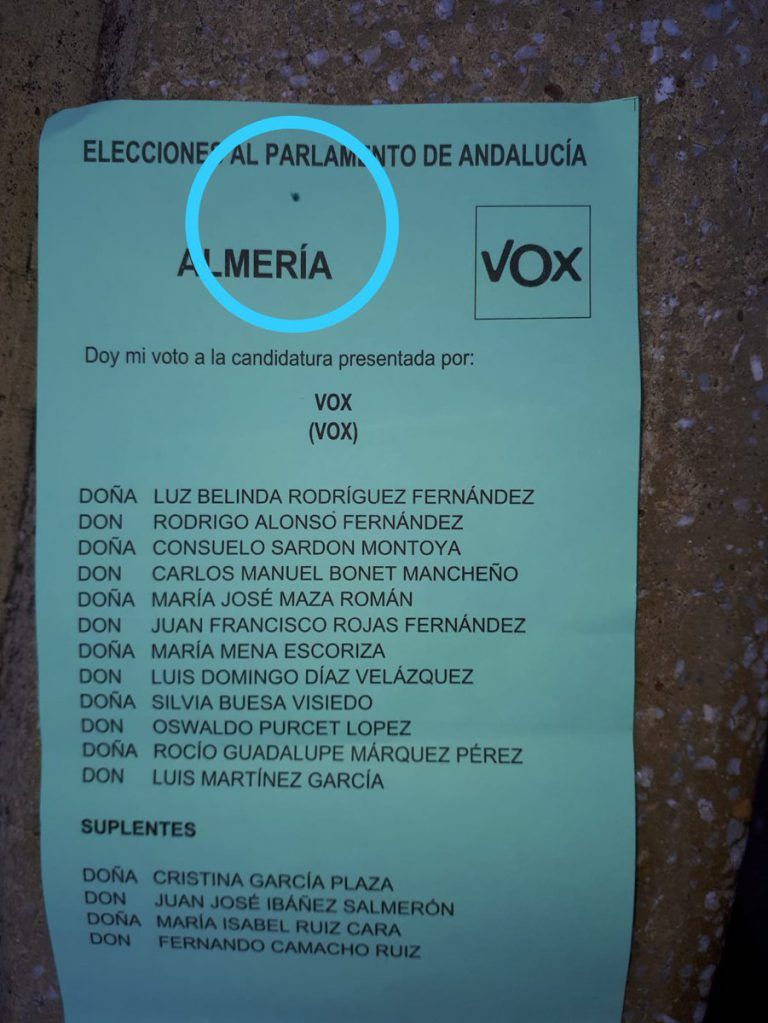 ELECCIONES AL PARLAMENTO DE ANDALUCÍA
ALMERÍA
VOX
Doy mi voto a la candidatura presentada por:
VOX
(VOX)
DOÑA LUZ BELINDA RODRÍGUEZ FERNÁNDEZ
DON RODRIGO ALONSO FERNÁNDEZ
DOÑA CONSUELO SARDON MONTOYA
DON CARLOS MANUEL BONET MANCHEÑO
DOÑA MARÍA JOSÉ MAZA ROMÁN
DON JUAN FRANCISCO ROJAS FERNÁNDEZ
DOÑA MARÍA MENA ESCORIZA
DON LUIS DOMINGO DÍAZ VELÁZQUEZ
DOÑA SILVIA BUESA VISIEDO
DON OSWALDO PURCET LOPEZ
DOÑA ROCÍO GUADALUPE MÁRQUEZ PÉREZ
DON LUIS MARTÍNEZ GARCÍA
SUPLENTES
DOÑA CRISTINA GARCÍA PLAZA
DON JUAN JOSÉ IBÁÑEZ SALMERÓN
DOÑA MARÍA ISABEL RUIZ CARA
DON FERNANDO CAMACHO RUIZ